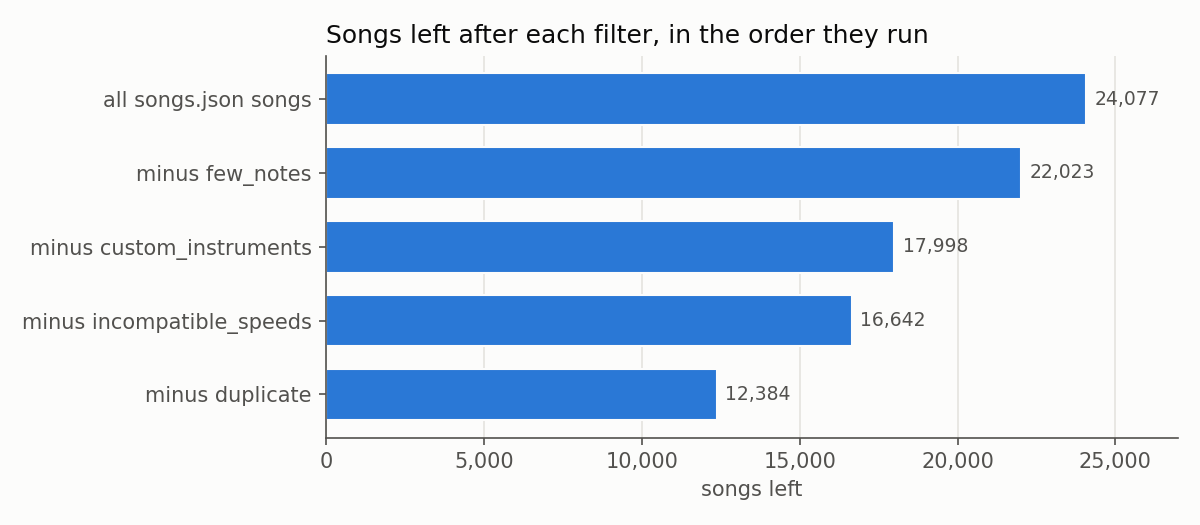 Songs left after each filter, in the order they run
all songs.json songs 24,077
minus few_notes 22,023
minus custom_instruments 17,998
minus incompatible_speeds 16,642
minus duplicate 12,384
0 5,000 10,000 15,000 20,000 25,000
songs left